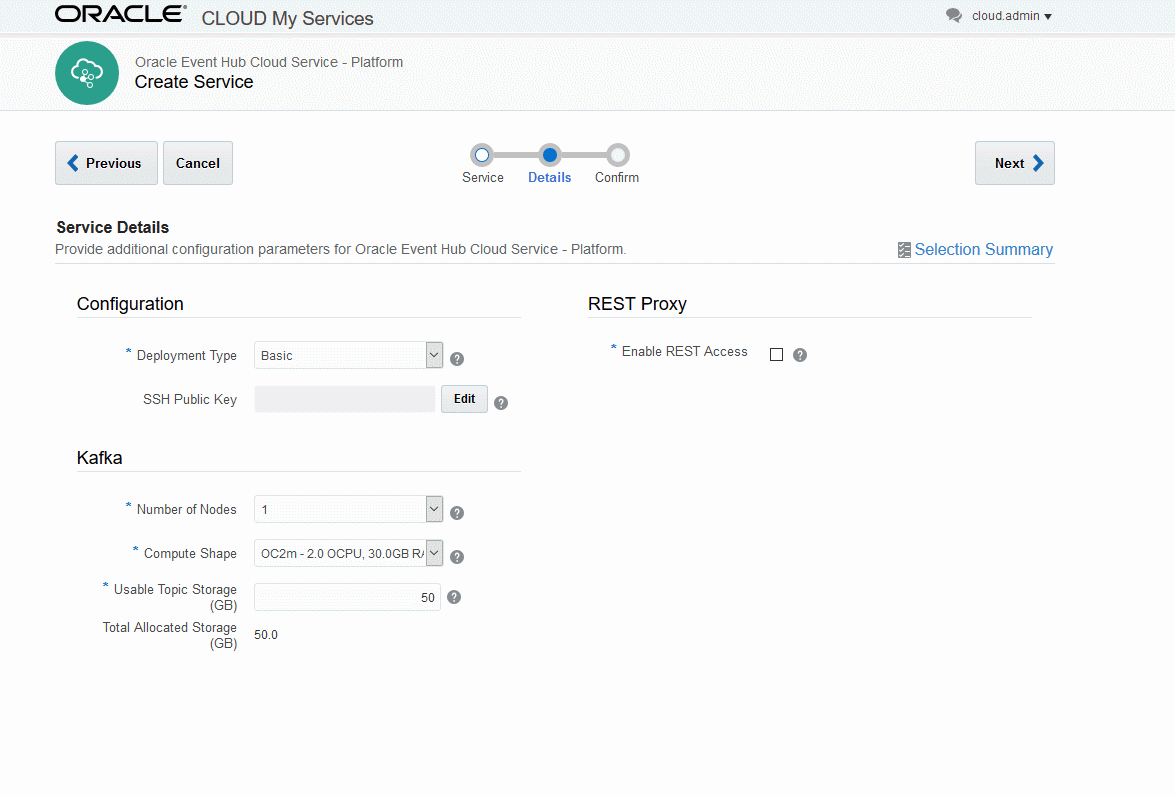 ORACLE CLOUD My Services
cloud.admin
Oracle Event Hub Cloud Service - Platform
Create Service
Previous
Cancel
Service
Details
Confirm
Next
Service Details
Provide additional configuration parameters for Oracle Event Hub Cloud Service - Platform.
Selection Summary
Configuration
* Deployment Type
Basic
?
SSH Public Key
Edit
?
Kafka
* Number of Nodes
1
?
* Compute Shape
OC2m - 2.0 OCPU, 30.0GB
?
* Usable Topic Storage
(GB)
50
?
Total Allocated Storage
(GB)
50.0
REST Proxy
* Enable REST Access
?